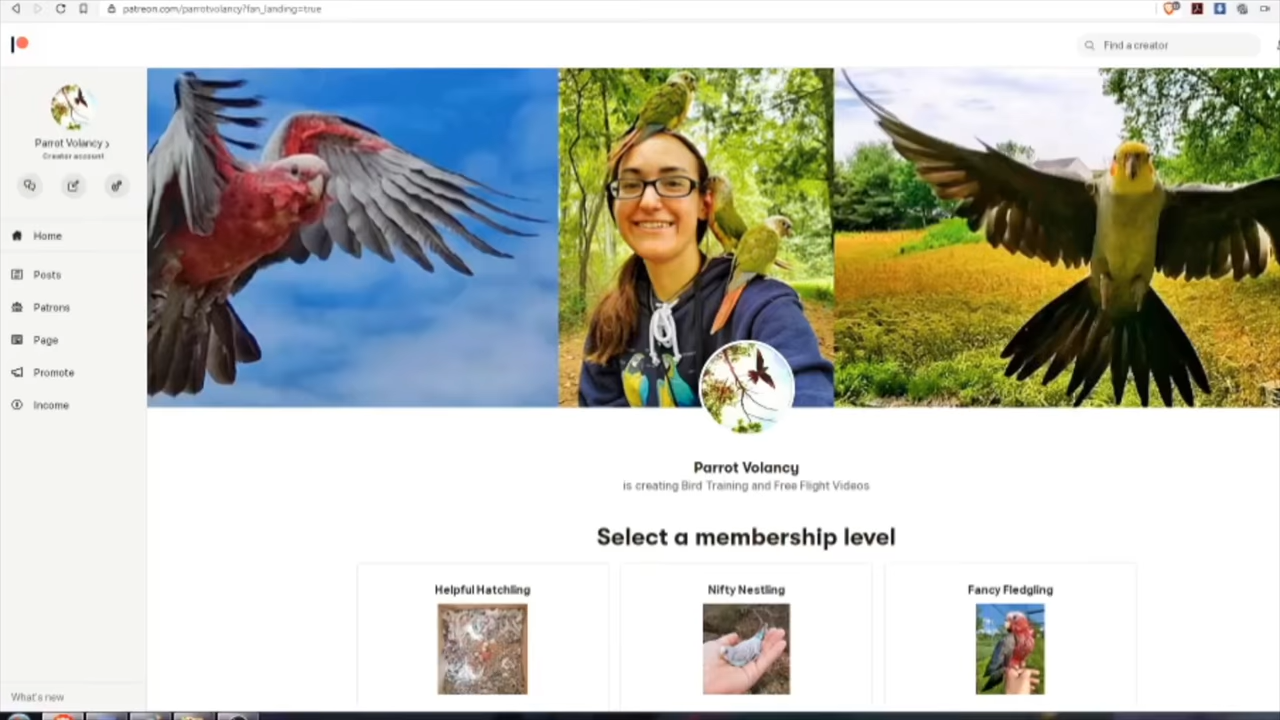 patreon.com/parrotvolancy?fan_landing=true
Find a creator
Parrot Volancy
Creator account
Home
Posts
Patrons
Page
Promote
Income
What's new
Parrot Volancy
is creating Bird Training and Free Flight Videos
Select a membership level
Helpful Hatchling
Nifty Nestling
Fancy Fledgling